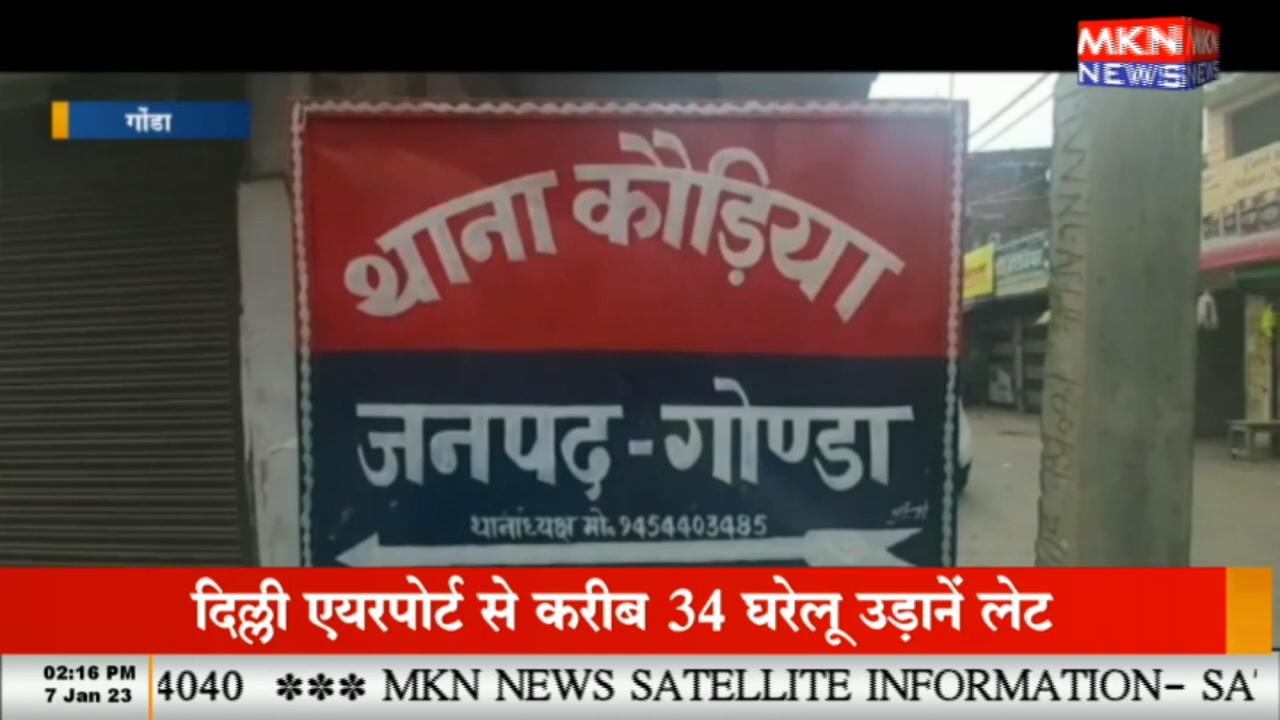 MKN
NEWS
गोंडा
थाना कौड़िया
जनपद-गोण्डा
थानाध्यक्ष मो. 9454403485
दिल्ली एयरपोर्ट से करीब 34 घरेलू उड़ानें लेट
02:16 PM
7 Jan 23
4040 *** MKN NEWS SATELLITE INFORMATION- SA